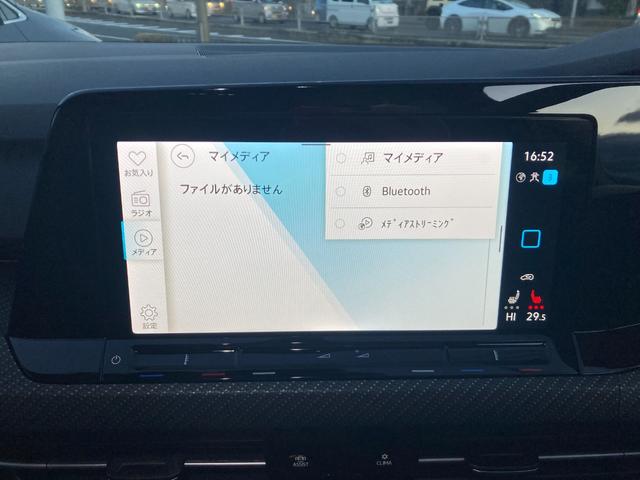 お気入り
ラジオ
メディア
設定
マイメディア
ファイルがありません
マイメディア
Bluetooth
ﾒﾃﾞｨｱｽﾄﾘｰﾐﾝｸﾞ
16:52
3
HI
29.5
ASSIST
CLIMA